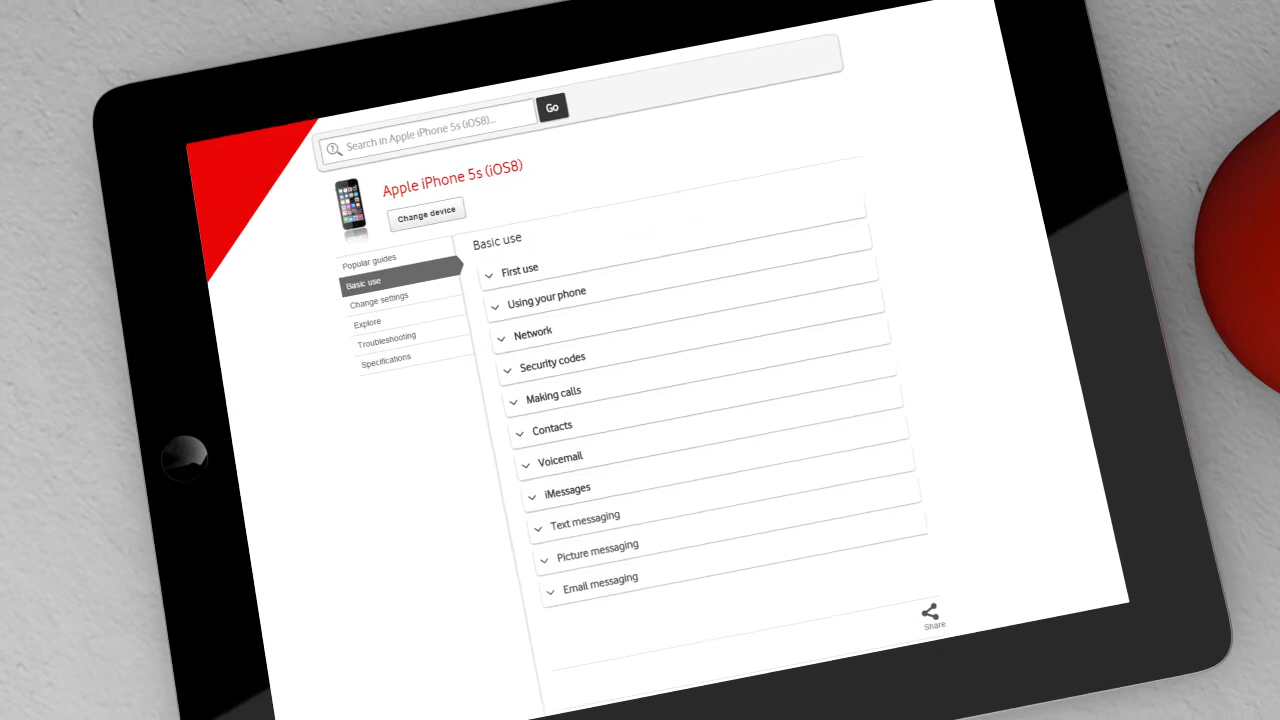 Search in Apple iPhone 5s (iOS8)...
Go
Apple iPhone 5s (iOS8)
Change device
Popular guides
Basic use
Change settings
Explore
Troubleshooting
Specifications
Basic use
First use
Using your phone
Network
Security codes
Making calls
Contacts
Voicemail
iMessages
Text messaging
Picture messaging
Email messaging
Share